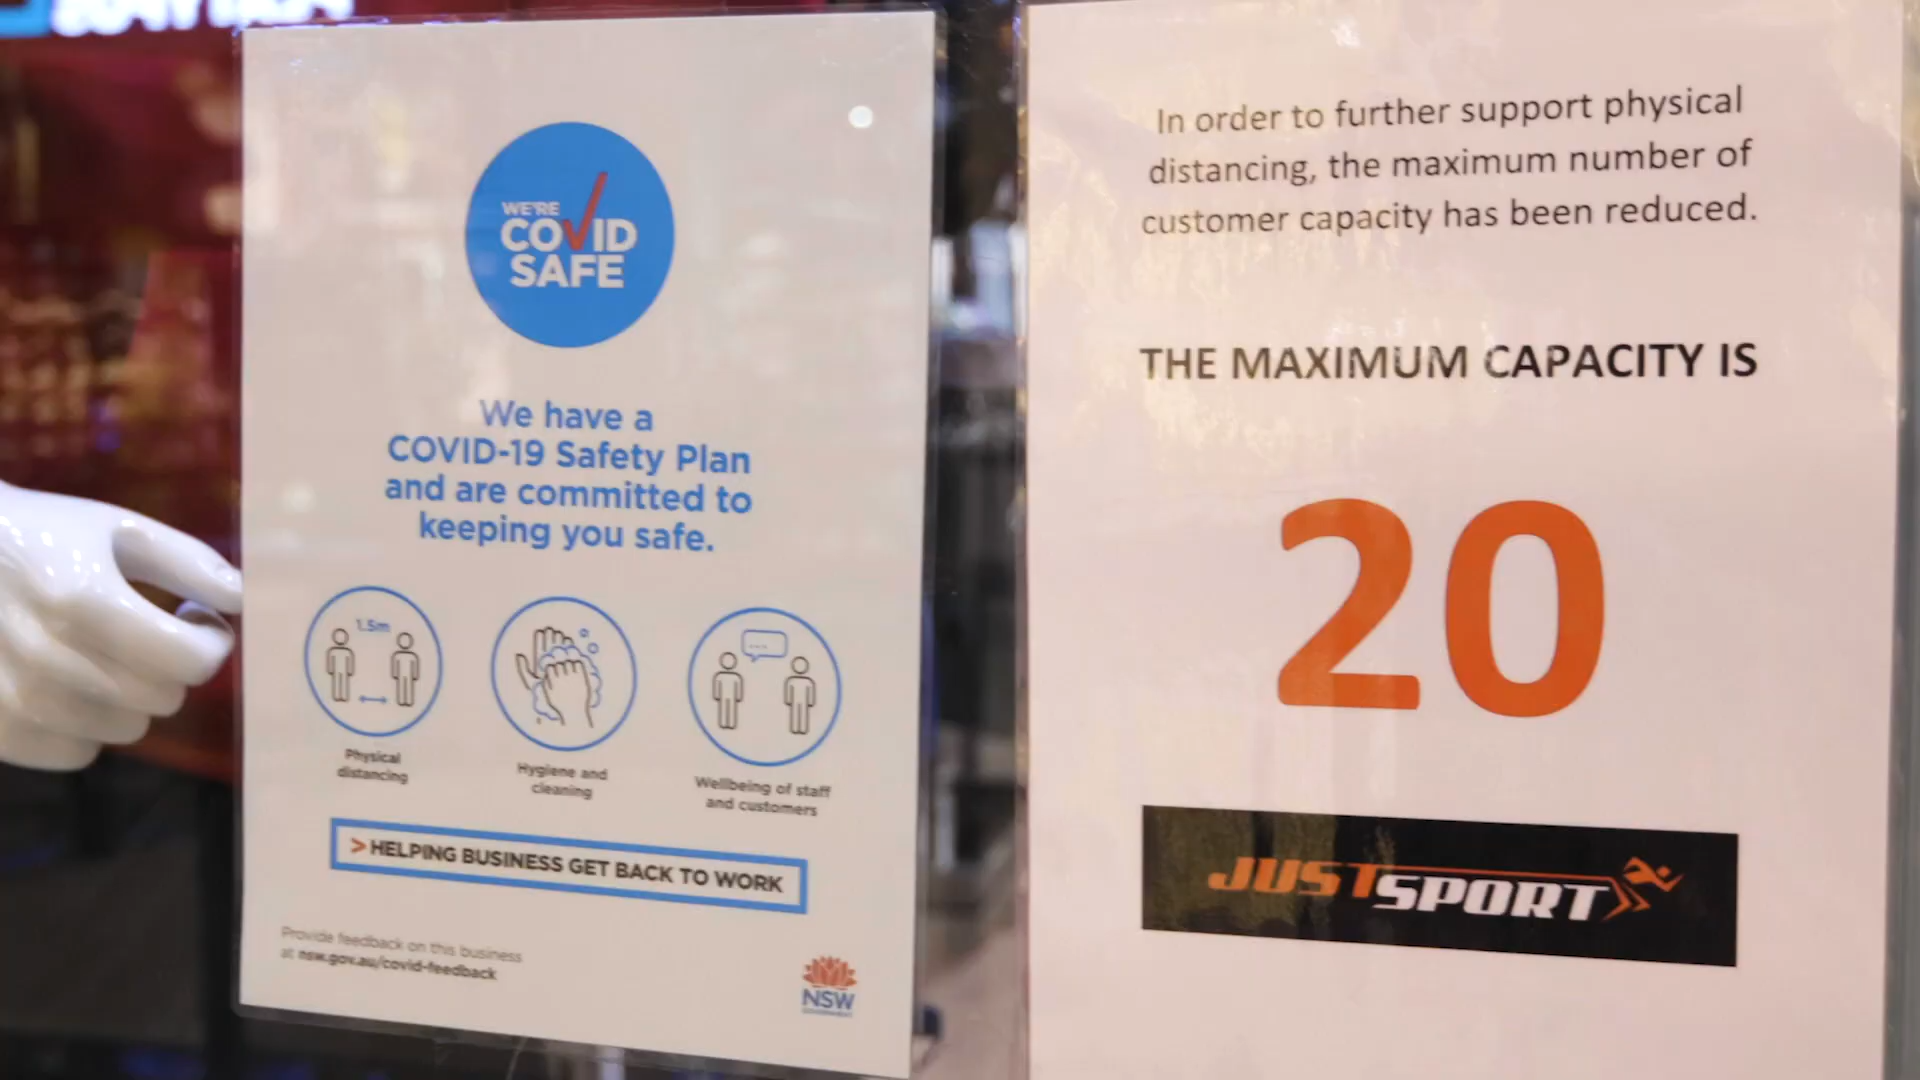 WE'RE
COVID
SAFE
We have a
COVID-19 Safety Plan
and are committed to
keeping you safe.
1.5m
Physical
distancing
Hygiene and
cleaning
Wellbeing of staff
and customers
> HELPING BUSINESS GET BACK TO WORK
Provide feedback on this business
at nsw.gov.au/covid-feedback
NSW
GOVERNMENT
In order to further support physical
distancing, the maximum number of
customer capacity has been reduced.
THE MAXIMUM CAPACITY IS
20
JUSTSPORT